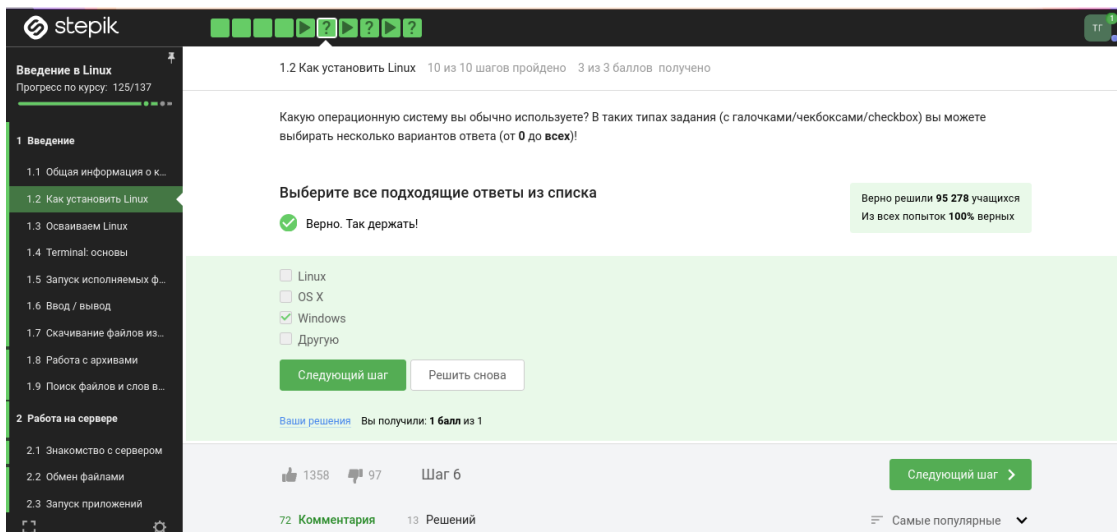 stepik
?
?
?
ТГ
1
Введение в Linux
Прогресс по курсу: 125/137
1 Введение
1.1 Общая информация о к...
1.2 Как установить Linux
1.3 Осваиваем Linux
1.4 Terminal: основы
1.5 Запуск исполняемых ф...
1.6 Ввод / вывод
1.7 Скачивание файлов из...
1.8 Работа с архивами
1.9 Поиск файлов и слов в...
2 Работа на сервере
2.1 Знакомство с сервером
2.2 Обмен файлами
2.3 Запуск приложений
1.2 Как установить Linux 10 из 10 шагов пройдено 3 из 3 баллов получено
Какую операционную систему вы обычно используете? В таких типах задания (с галочками/чекбоксами/checkbox) вы можете
выбирать несколько вариантов ответа (от 0 до всех)!
Выберите все подходящие ответы из списка
Верно. Так держать!
Верно решили 95 278 учащихся
Из всех попыток 100% верных
Linux
OS X
Windows
Другую
Следующий шаг Решить снова
Ваши решения Вы получили: 1 балл из 1
1358 97 Шаг 6 Следующий шаг
72 Комментария 13 Решений Самые популярные